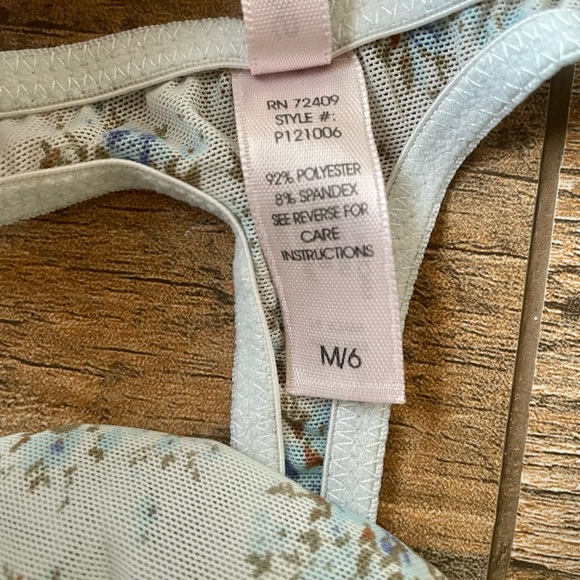 RN 72409
STYLE #:
P121006
92% POLYESTER
8% SPANDEX
SEE REVERSE FOR
CARE
INSTRUCTIONS
M/6